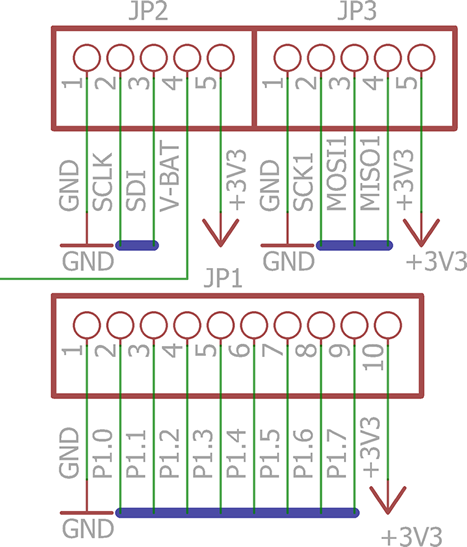 JP2 JP3
1 2 3 4 5 1 2 3 4 5
GND SCLK SDI V-BAT +3V3 GND SCK1 MOSI1 MISO1 +3V3
GND GND +3V3
JP1
1 2 3 4 5 6 7 8 9 10
GND P1.0 P1.1 P1.2 P1.3 P1.4 P1.5 P1.6 P1.7 +3V3
GND +3V3